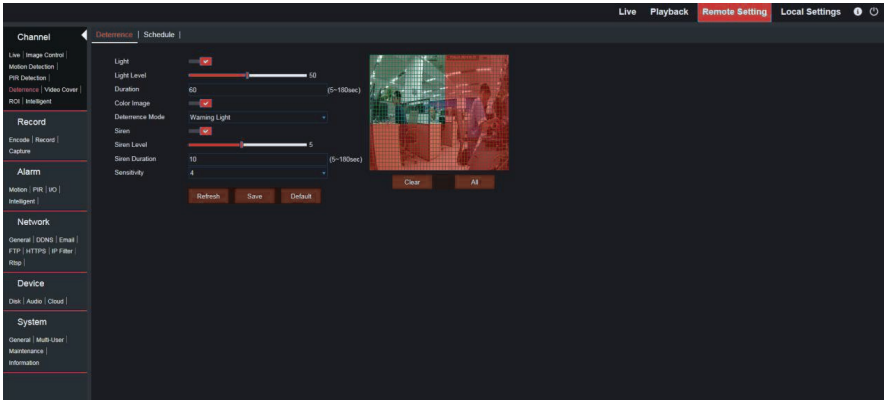 Live Playback Remote Setting Local Settings
Channel
Live | Image Control |
Motion Detection |
PIR Detection |
Deterrence | Video Cover |
ROI | Intelligent
Record
Encode | Record |
Capture
Alarm
Motion | PIR | I/O |
Intelligent |
Network
General | DDNS | Email |
FTP | HTTPS | IP Filter |
Rtsp |
Device
Disk | Audio | Cloud |
System
General | Multi-User |
Maintenance |
Information
Deterrence | Schedule |
Light
Light Level 50
Duration 60 (5~180sec)
Color Image
Deterrence Mode Warning Light
Siren
Siren Level 5
Siren Duration 10 (5~180sec)
Sensitivity 4
Refresh Save Default
Clear All